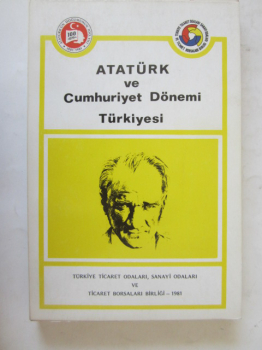 ATATÜRK
ve
Cumhuriyet Dönemi
Türkiyesi
TÜRKİYE TİCARET ODALARI, SANAYİ ODALARI
VE
TİCARET BORSALARI BİRLİĞİ – 1981